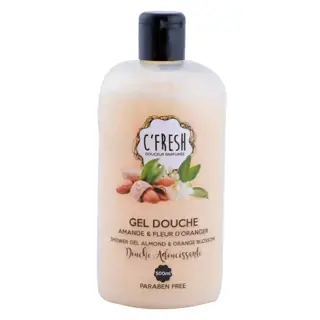 C'FRESH
DOUCEUR PARFUMÉE
GEL DOUCHE
AMANDE & FLEUR D'ORANGER
SHOWER GEL ALMOND & ORANGE BLOSSOM
Douche Adoucissante
500ml
PARABEN FREE